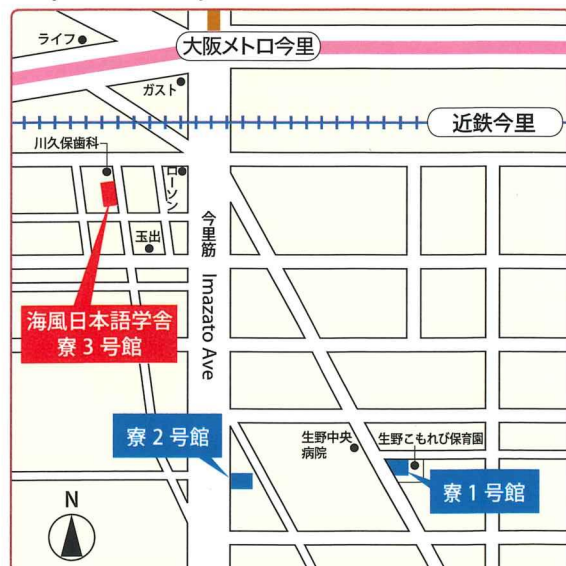 ライフ
大阪メトロ今里
ガスト
近鉄今里
川久保歯科
ローソン
玉出
今里筋 Imazato Ave
海風日本語学舎
寮3号館
寮2号館
生野中央
病院
生野こもれび保育園
寮1号館
N